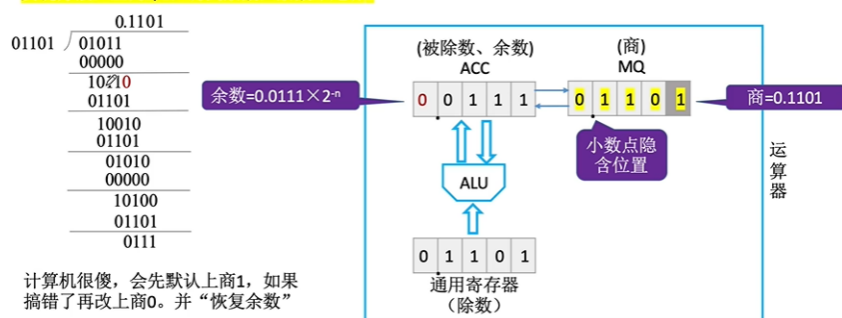 0.1101
01101 01011
00000
10110
01101
10010
01101
01010
00000
10100
01101
0111
计算机很傻，会先默认上商1，如果
搞错了再改上商0。并“恢复余数”
余数=0.0111×2⁻ⁿ
(被除数、余数)
ACC
0 0 1 1 1
(商)
MQ
0 1 1 0 1
商=0.1101
小数点隐
含位置
ALU
0 1 1 0 1
通用寄存器
（除数）
运算器